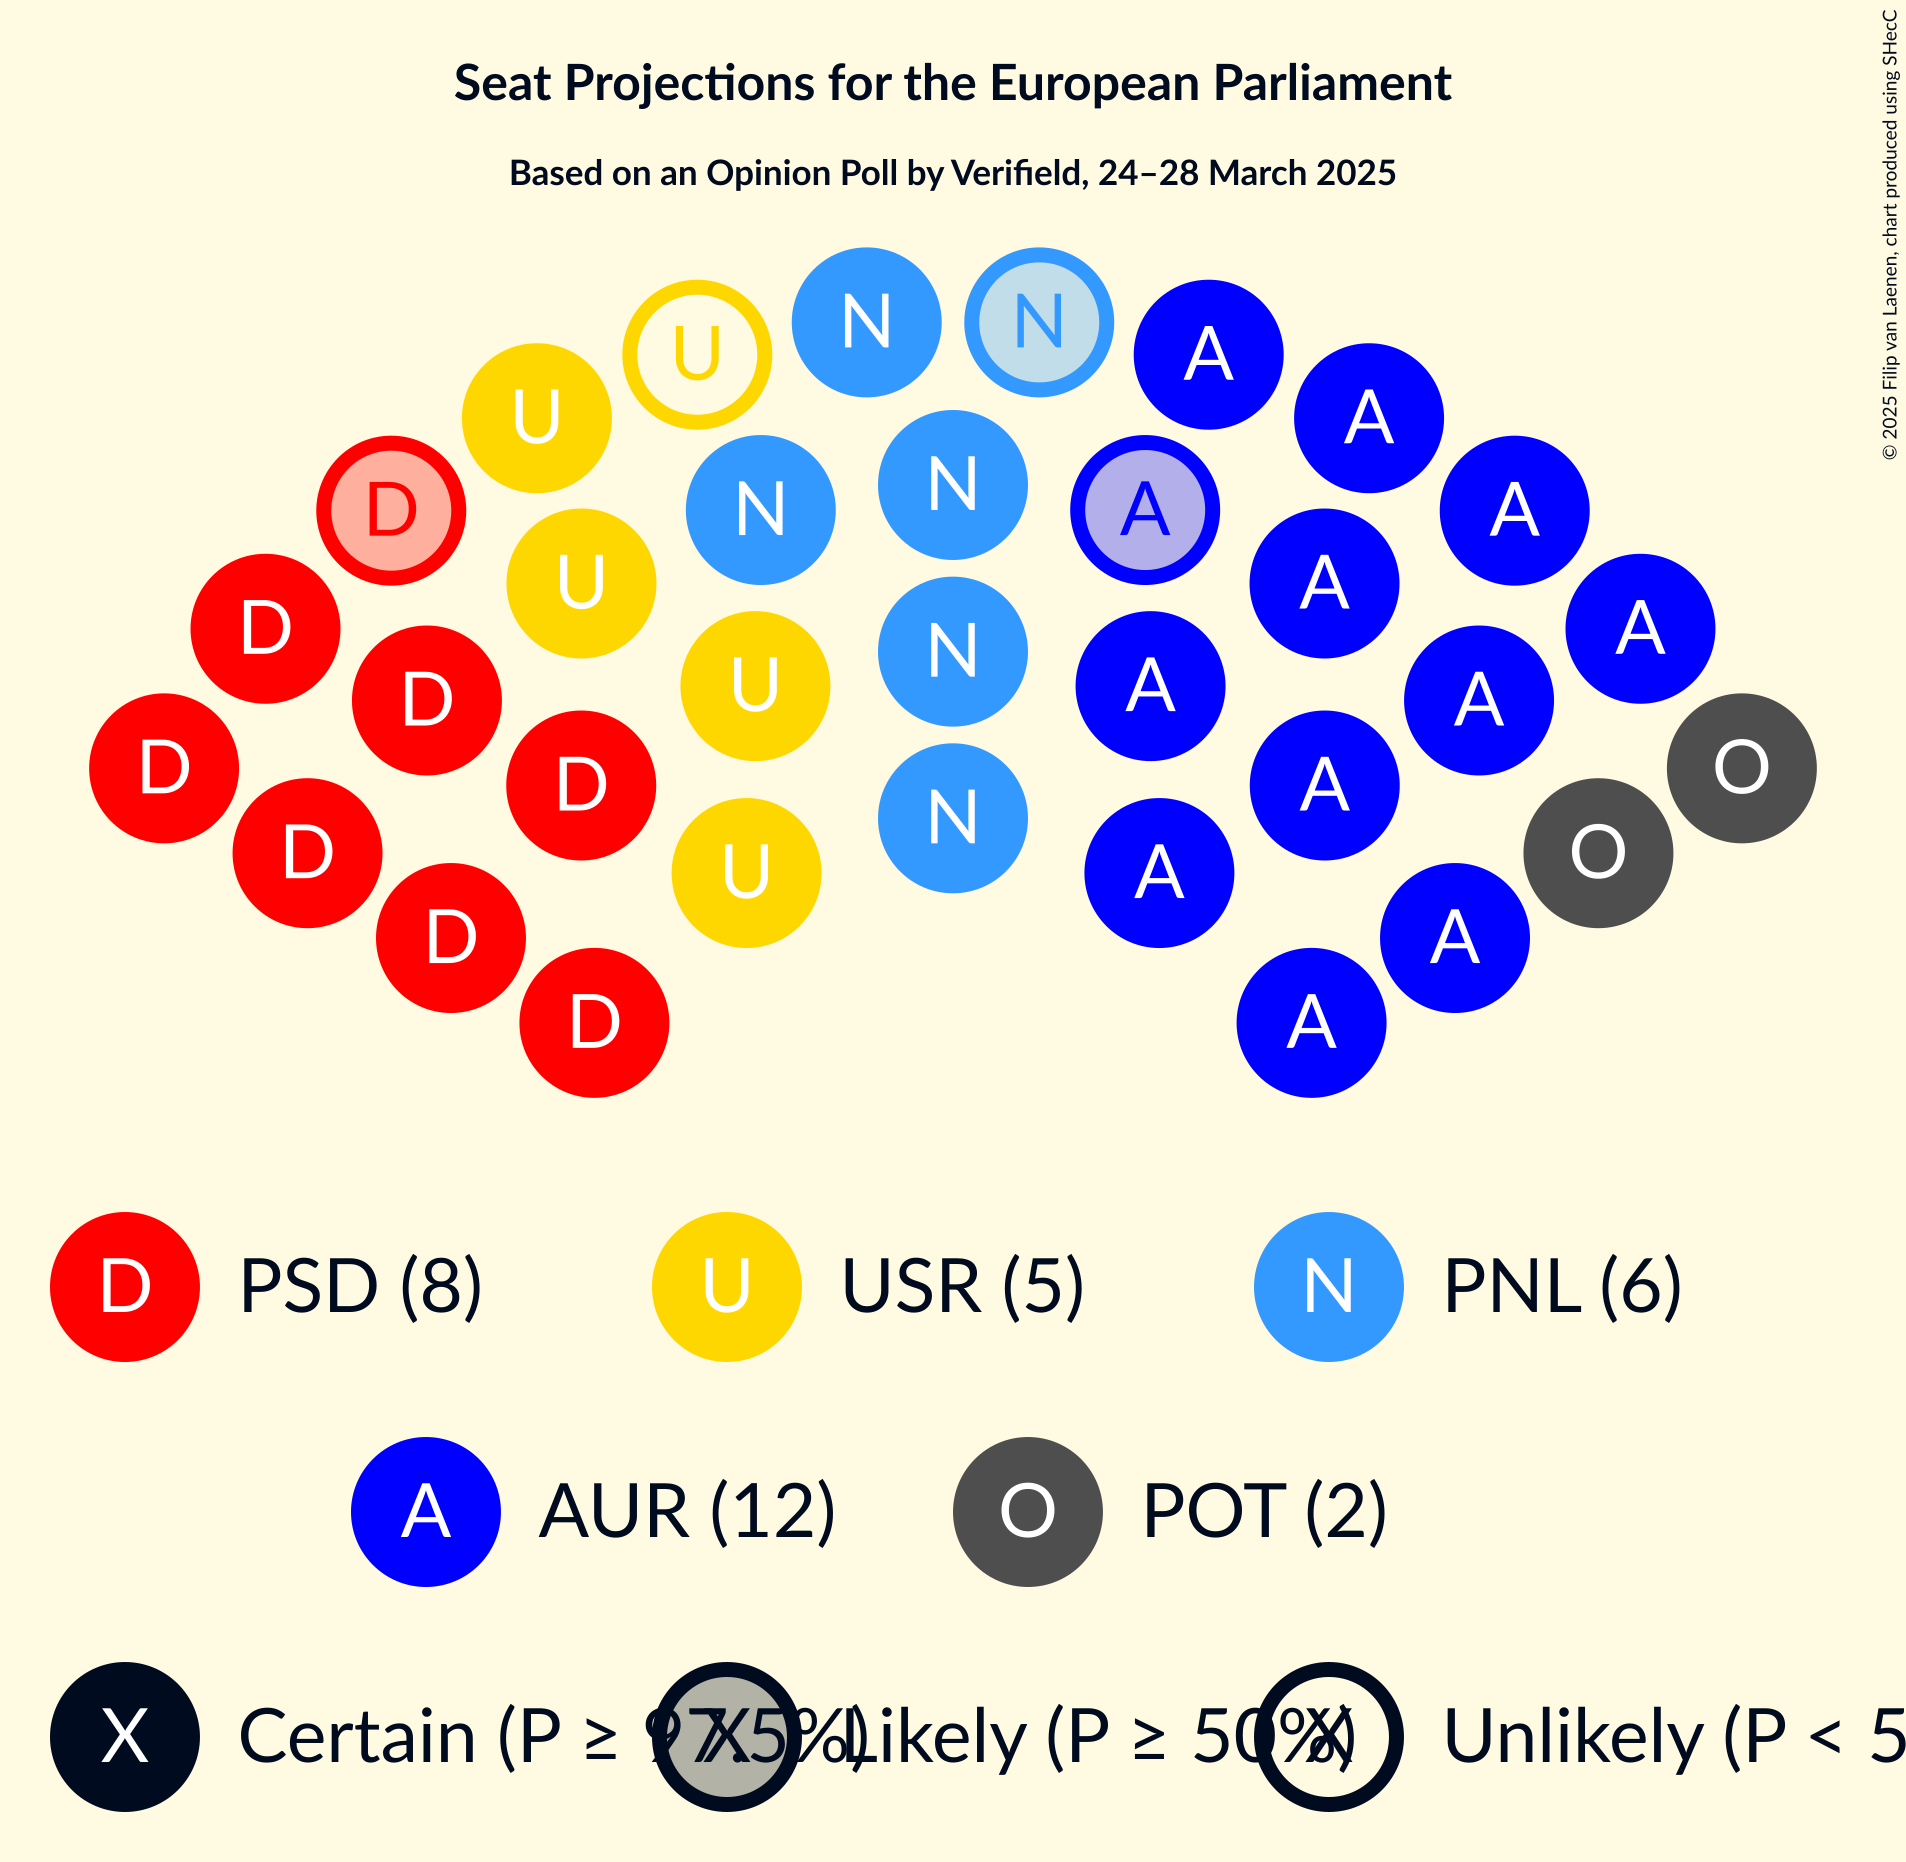 Seat Projections for the European Parliament
Based on an Opinion Poll by Verifield, 24–28 March 2025
© 2025 Filip van Laenen, chart produced using SHecC
N N
U A
U A
D N N A A
U A
D A
D U N A A
D O
D A
N
D U A O
D A
D A
D PSD (8) U USR (5) N PNL (6)
A AUR (12) O POT (2)
X Certain (P ≥ 97.5%) X Likely (P ≥ 50%) X Unlikely (P < 5